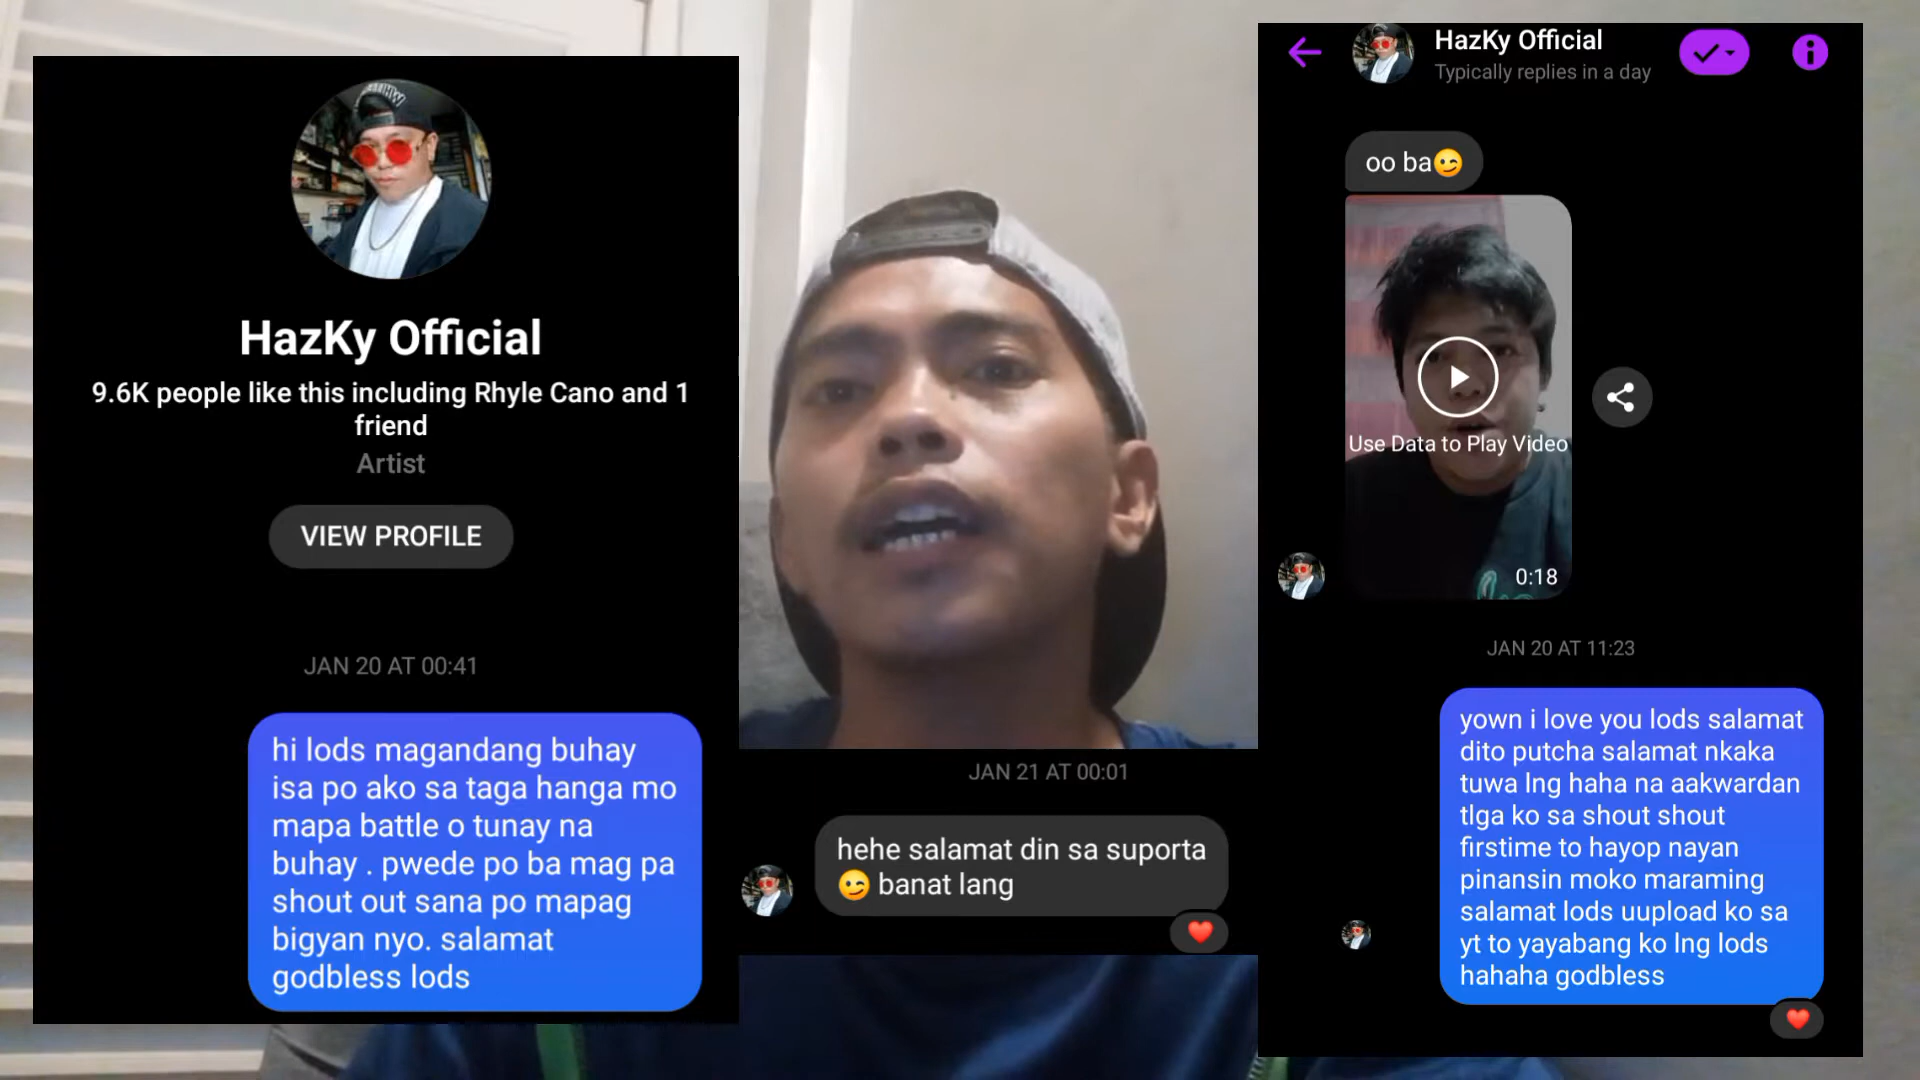 HazKy Official
9.6K people like this including Rhyle Cano and 1
friend
Artist
VIEW PROFILE
JAN 20 AT 00:41
hi lods magandang buhay
isa po ako sa taga hanga mo
mapa battle o tunay na
buhay . pwede po ba mag pa
shout out sana po mapag
bigyan nyo. salamat
godbless lods
JAN 21 AT 00:01
hehe salamat din sa suporta
😉 banat lang
HazKy Official
Typically replies in a day
oo ba😉
Use Data to Play Video
0:18
JAN 20 AT 11:23
yown i love you lods salamat
dito putcha salamat nkaka
tuwa lng haha na aakwardan
tlga ko sa shout shout
firstime to hayop nayan
pinansin moko maraming
salamat lods uupload ko sa
yt to yayabang ko lng lods
hahaha godbless